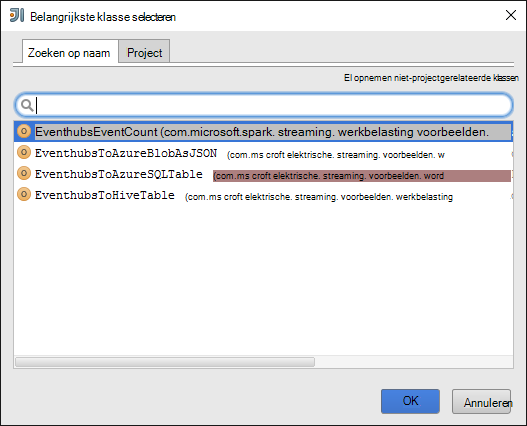 Belangrijkste klasse selecteren
Zoeken op naam Project
El opnemen niet-projectgerelateerde klassen
EventhubsEventCount (com.microsoft.spark. streaming. werkbelasting voorbeelden.
EventhubsToAzureBlobAsJSON (com.ms croft elektrische. streaming. voorbeelden. w
EventhubsToAzureSQLTable (com.ms croft elektrische. streaming. voorbeelden. word
EventhubsToHiveTable (com.ms croft elektrische. streaming. voorbeelden. werkbelasting
OK Annuleren